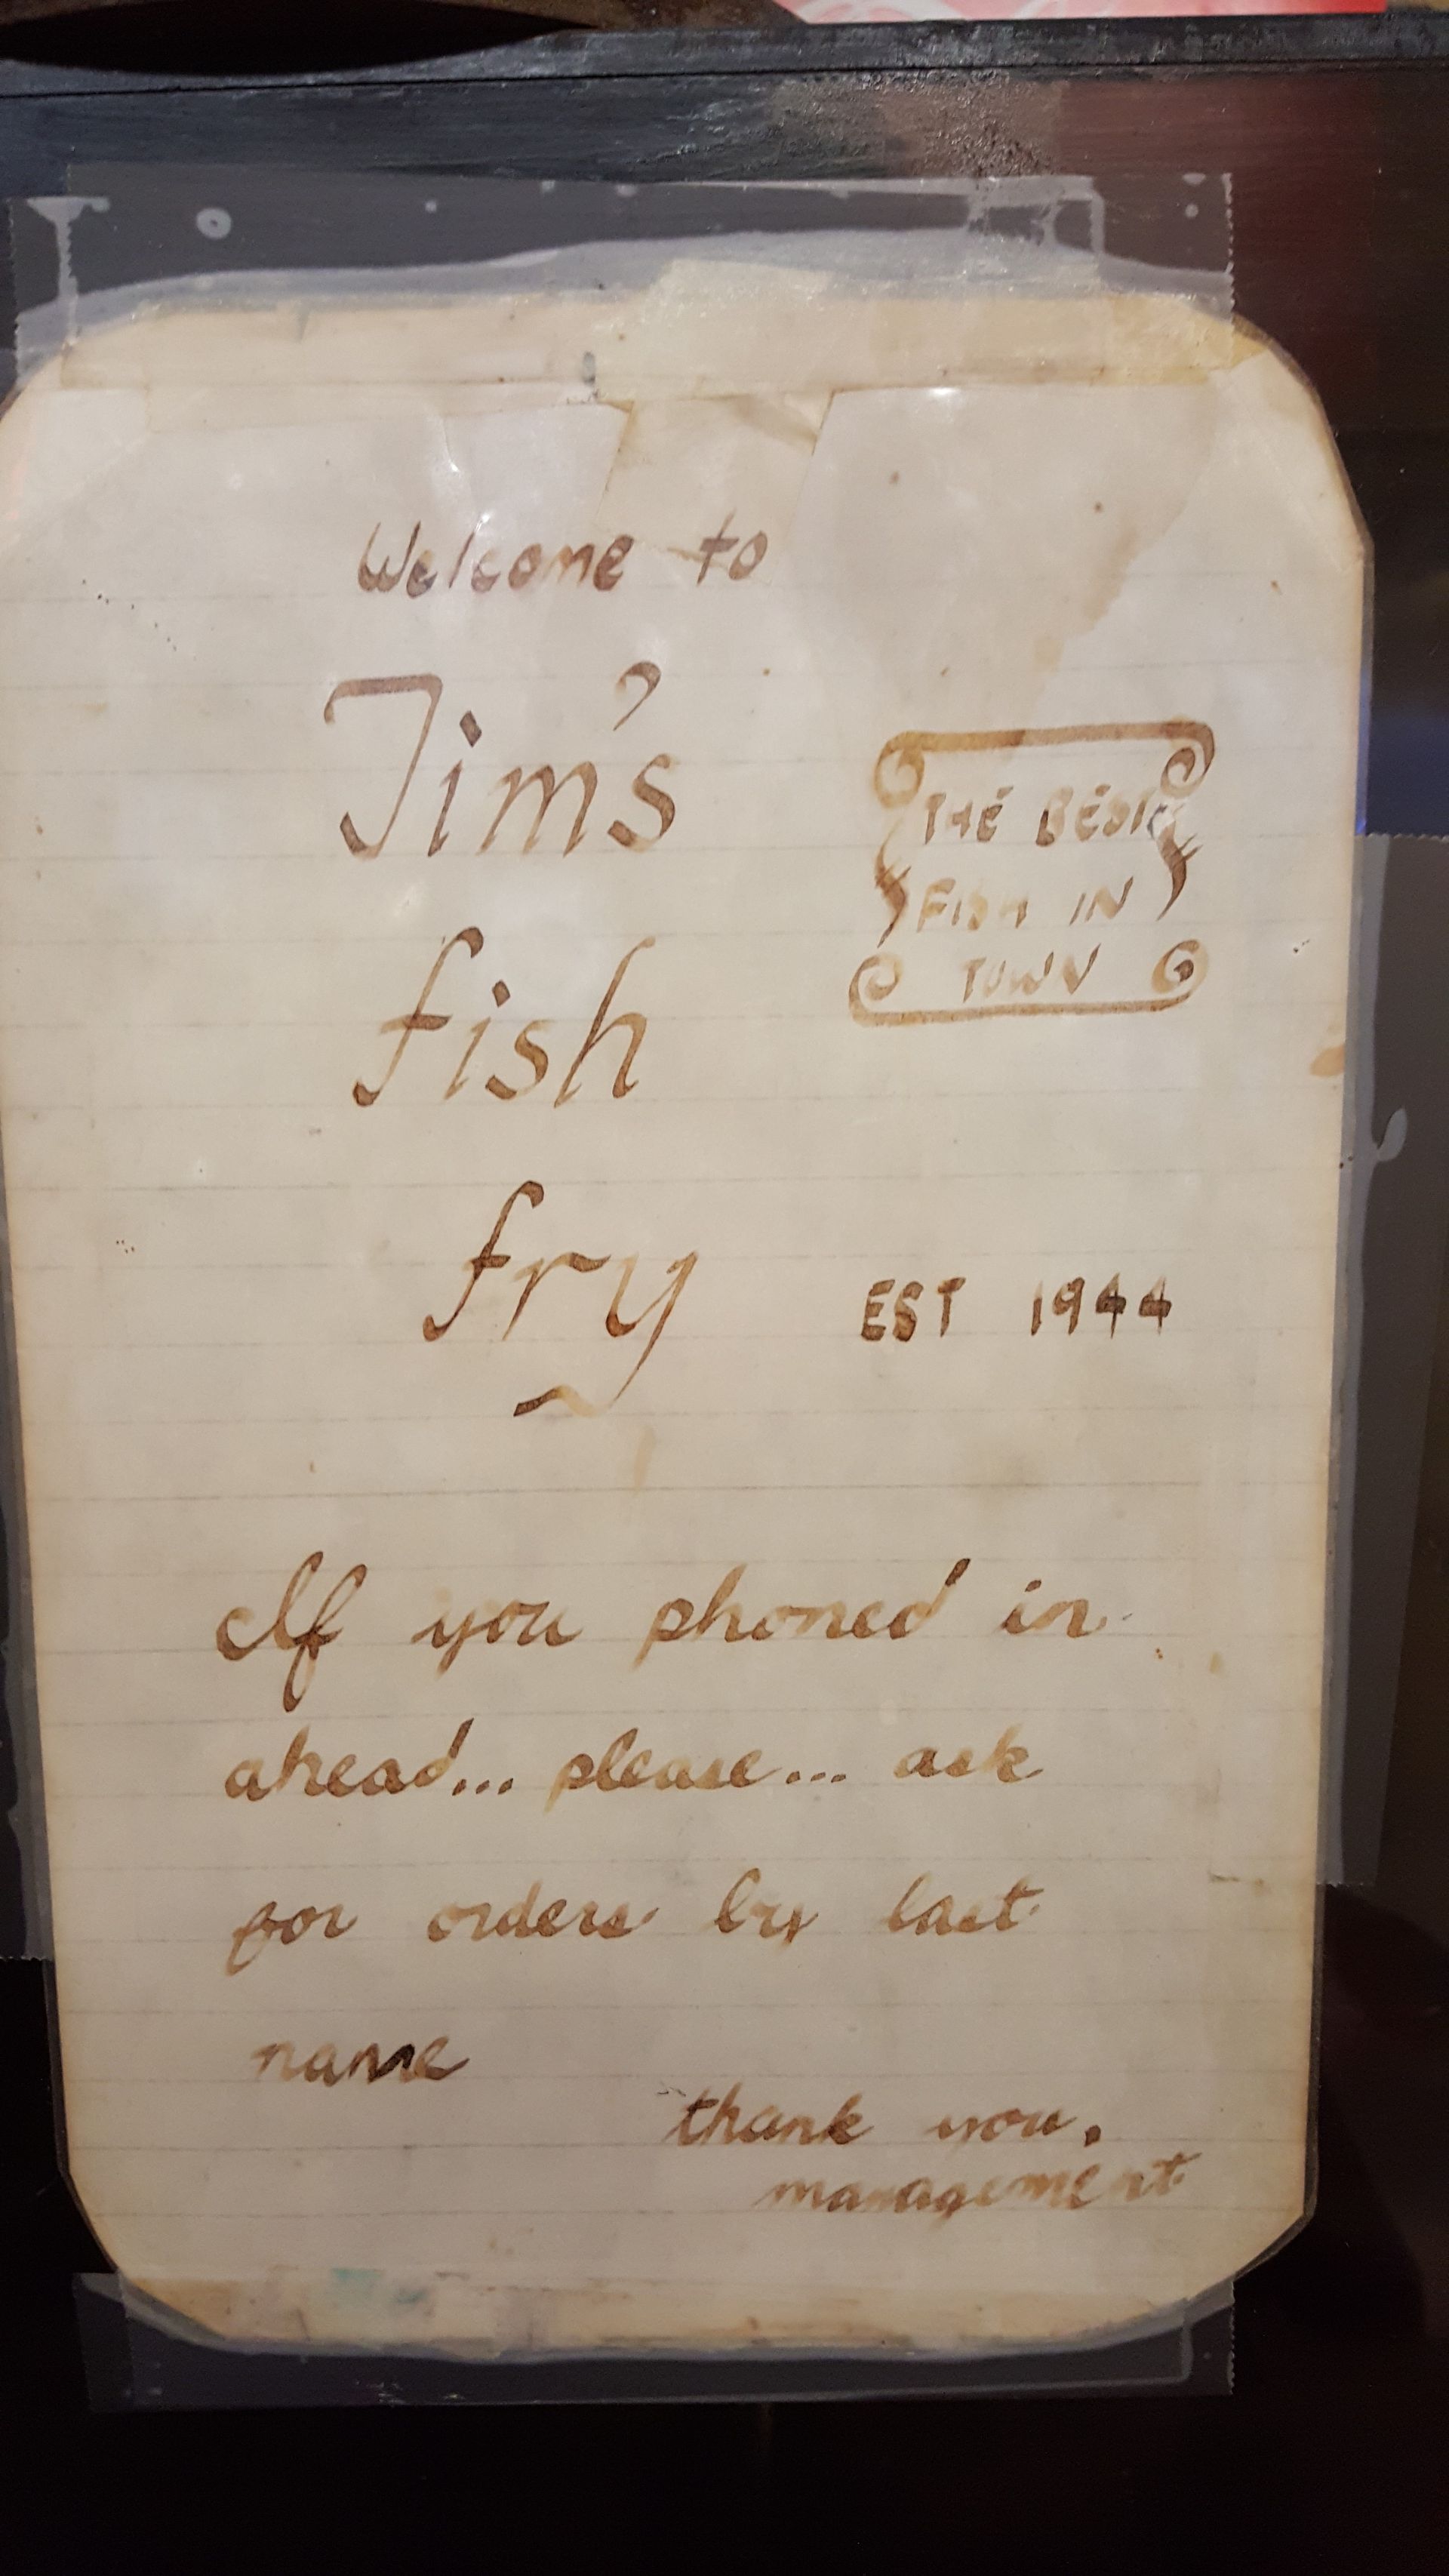 Welcome to
Jim's
THE BEST
FISH IN
TOWN
fish
fry
EST 1944
If you phoned in
ahead... please... ask
for orders by last
name
thank you.
management